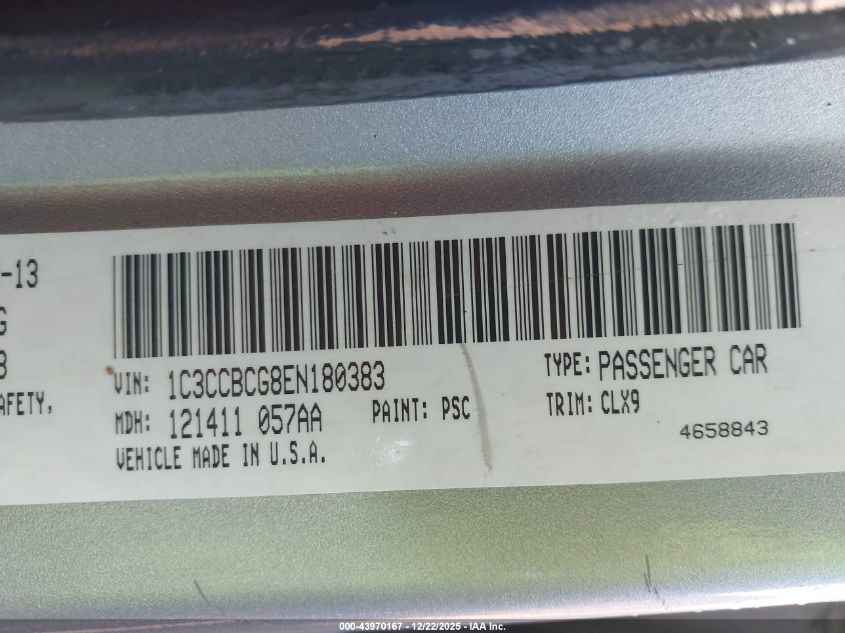 -13
G
8
AFETY,
VIN: 1C3CCBCG8EN180383
TYPE: PASSENGER CAR
MDH: 121411 057AA
PAINT: PSC
TRIM: CLX9
VEHICLE MADE IN U.S.A.
4658843
000-43970167 - 12/22/2025 - IAA Inc.